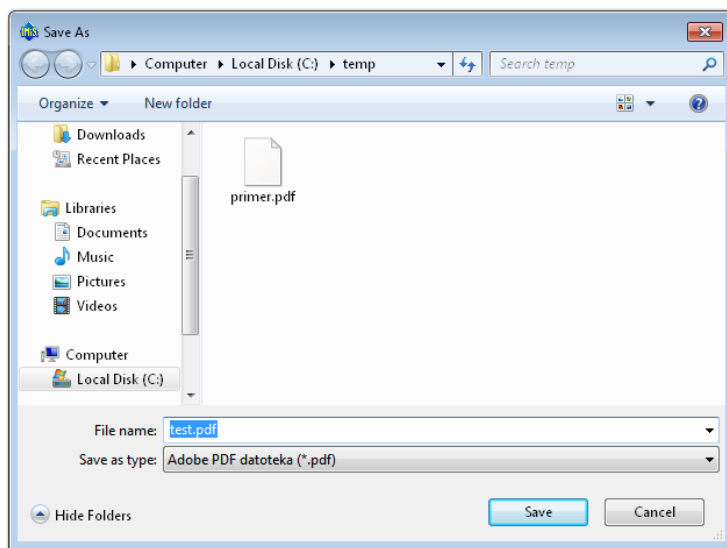 Save As
Computer Local Disk (C:) temp
Search temp
Organize New folder
Downloads
Recent Places
Libraries
Documents
Music
Pictures
Videos
Computer
Local Disk (C:)
primer.pdf
File name: test.pdf
Save as type: Adobe PDF datoteka (*.pdf)
Hide Folders
Save Cancel